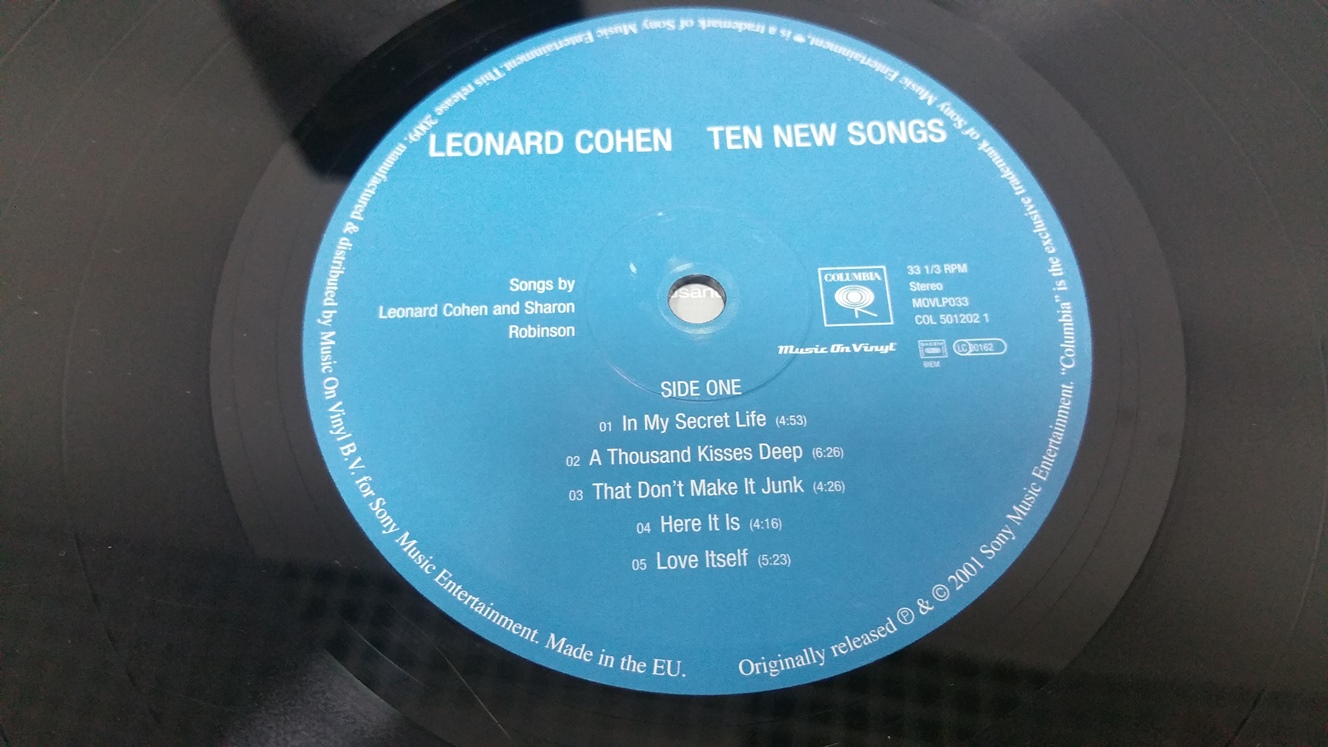 LEONARD COHEN TEN NEW SONGS
Songs by
Leonard Cohen and Sharon
Robinson
COLUMBIA
33 1/3 RPM
Stereo
MOVLP033
COL 501202 1
Music On Vinyl
BIEM
LC 00162
SIDE ONE
01 In My Secret Life (4:53)
02 A Thousand Kisses Deep (6:26)
03 That Don't Make It Junk (4:26)
04 Here It Is (4:16)
05 Love Itself (5:23)
Originally released ℗ & © 2001 Sony Music Entertainment. "Columbia" is the exclusive trademark of Sony Music Entertainment. ❤ is a trademark of Sony Music Entertainment. This release 2009: manufactured & distributed by Music On Vinyl B.V. for Sony Music Entertainment. Made in the EU.